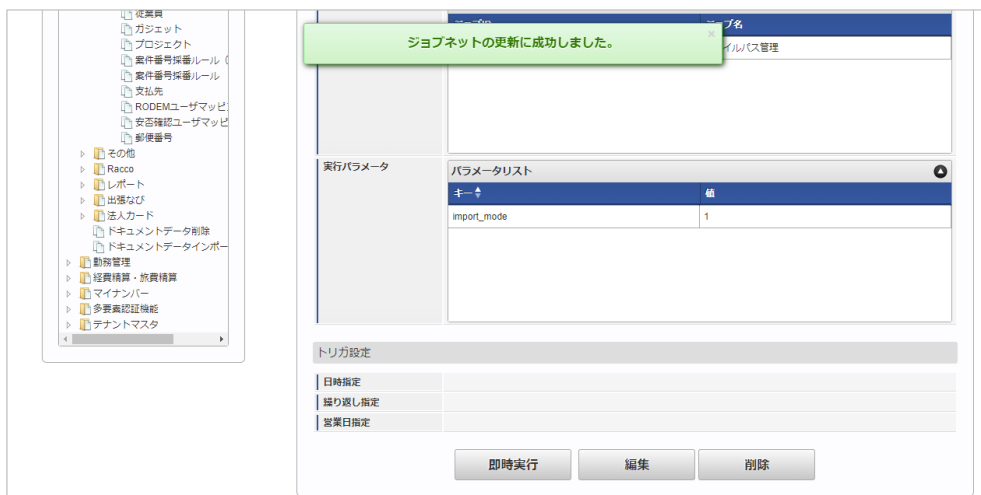 従業員
ガジェット
プロジェクト
案件番号採番ルール（
案件番号採番ルール
支払先
RODEMユーザマッピ
安否確認ユーザマッピ
郵便番号
その他
Racco
レポート
出張なび
法人カード
ドキュメントデータ削除
ドキュメントデータインポー
勤務管理
経費精算・旅費精算
マイナンバー
多要素認証機能
テナントマスタ
ジョブ名
ジョブネットの更新に成功しました。
×
イルパス管理
実行パラメータ
パラメータリスト
キー
値
import_mode
1
トリガ設定
日時指定
繰り返し指定
営業日指定
即時実行
編集
削除